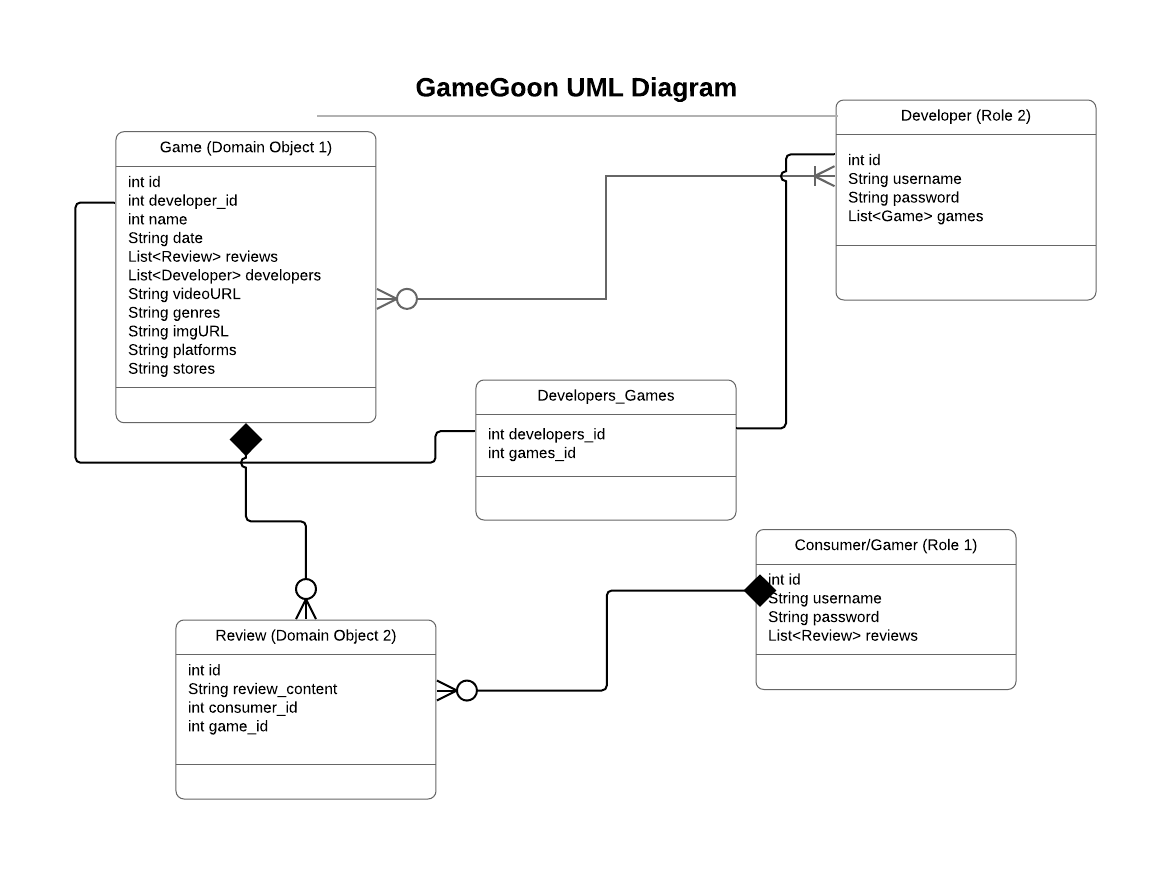 GameGoon UML Diagram
Developer (Role 2)
int id
String username
String password
List<Game> games
Game (Domain Object 1)
int id
int developer_id
int name
String date
List<Review> reviews
List<Developer> developers
String videoURL
String genres
String imgURL
String platforms
String stores
Developers_Games
int developers_id
int games_id
Consumer/Gamer (Role 1)
int id
String username
String password
List<Review> reviews
Review (Domain Object 2)
int id
String review_content
int consumer_id
int game_id